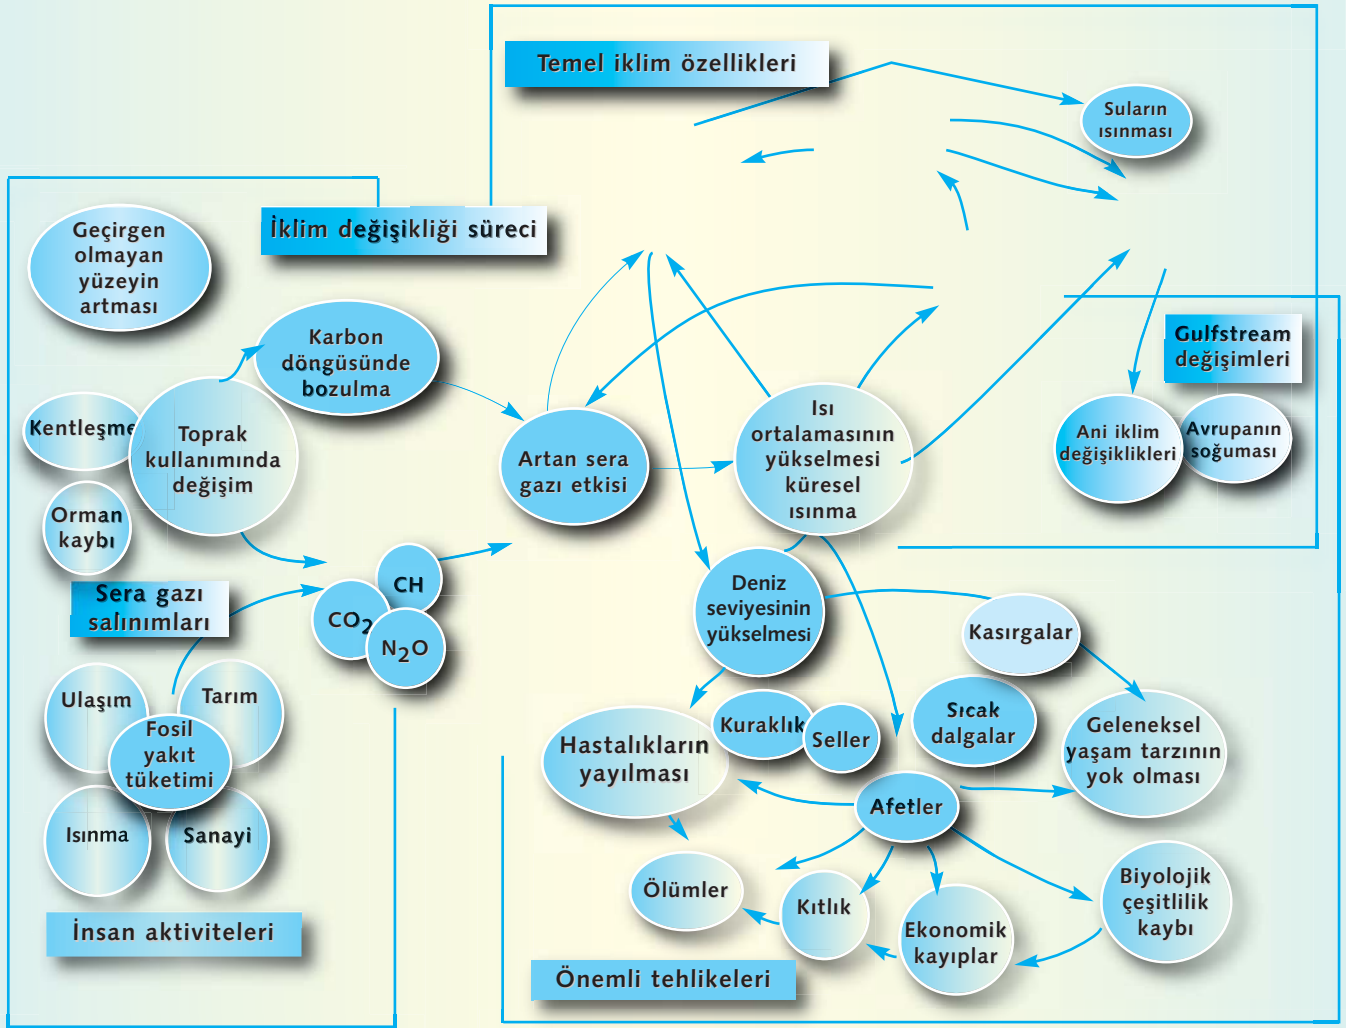 Temel iklim özellikleri
Suların
ısınması
İklim değişikliği süreci
Geçirgen
olmayan
yüzeyin
artması
Karbon
döngüsünde
bozulma
Gulfstream
değişimleri
Kentleşme
Toprak
kullanımında
değişim
Artan sera
gazı etkisi
Isı
ortalamasının
yükselmesi
küresel
ısınma
Ani iklim
değişiklikleri
Avrupanın
soğuması
Orman
kaybı
Sera gazı
salınımları
CH
CO2
N2O
Deniz
seviyesinin
yükselmesi
Kasırgalar
Ulaşım
Tarım
Fosil
yakıt
tüketimi
Isınma
Sanayi
Hastalıkların
yayılması
Kuraklık
Seller
Sıcak
dalgalar
Geleneksel
yaşam tarzının
yok olması
Afetler
Ölümler
Kıtlık
Ekonomik
kayıplar
Biyolojik
çeşitlilik
kaybı
İnsan aktiviteleri
Önemli tehlikeleri